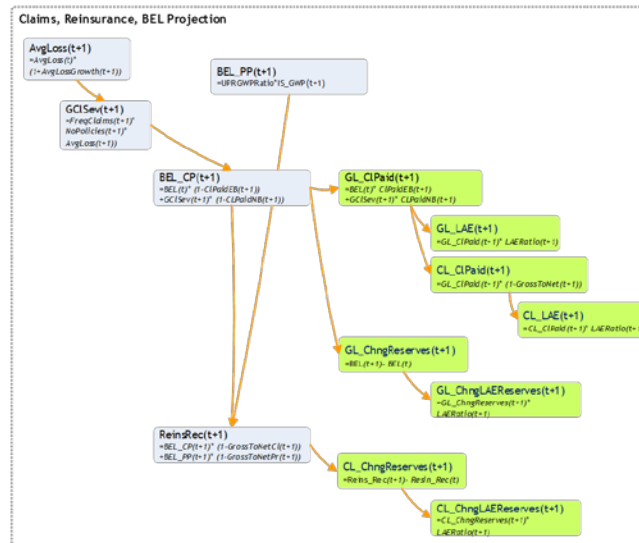 Claims, Reinsurance, BEL Projection
AvgLoss(t+1)
=AvgLoss(t)*
(1+AvgLossGrowth(t+1))
BEL_PP(t+1)
=UPRGWPRatio*IS_GWP(t+1)
GClSev(t+1)
=FreqClaims(t+1)*
NoPolicies(t+1)*
AvgLoss(t+1))
BEL_CP(t+1)
=BEL(t)* (1-ClPaidEB(t+1))
+GClSev(t+1)* (1-CLPaidNB(t+1))
GL_ClPaid(t+1)
=BEL(t)* ClPaidEB(t+1)
+GClSev(t+1)* CLPaidNB(t+1)
GL_LAE(t+1)
=GL_ClPaid(t+1)* LAERatio(t+1)
CL_ClPaid(t+1)
=GL_ClPaid(t+1)* (1-GrossToNet(t+1))
CL_LAE(t+1)
=CL_ClPaid(t+1)* LAERatio(t+1
GL_ChngReserves(t+1)
=BEL(t+1)- BEL(t)
GL_ChngLAEReserves(t+1)
=GL_ChngReserves(t+1)*
LAERatio(t+1)
ReinsRec(t+1)
=BEL_CP(t+1)* (1-GrossToNetCl(t+1))
+BEL_PP(t+1)* (1-GrossToNetPr(t+1))
CL_ChngReserves(t+1)
=Reins_Rec(t+1)- ResIn_Rec(t)
CL_ChngLAEReserves(t+1)
=CL_ChngReserves(t+1)*
LAERatio(t+1)